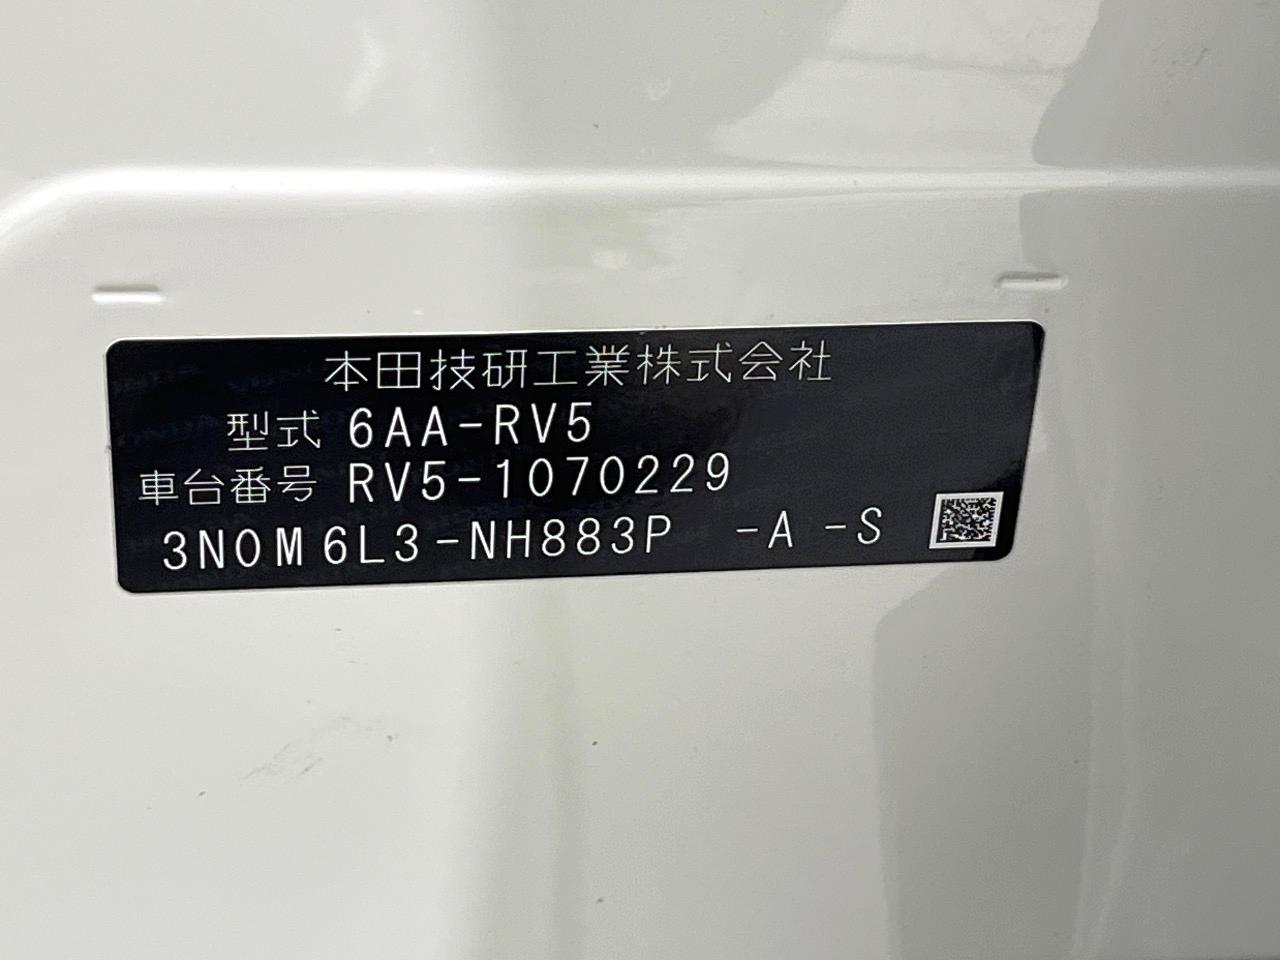 本田技研工業株式会社
型式 6AA-RV5
車台番号 RV5-1070229
3N0M6L3-NH883P -A -S